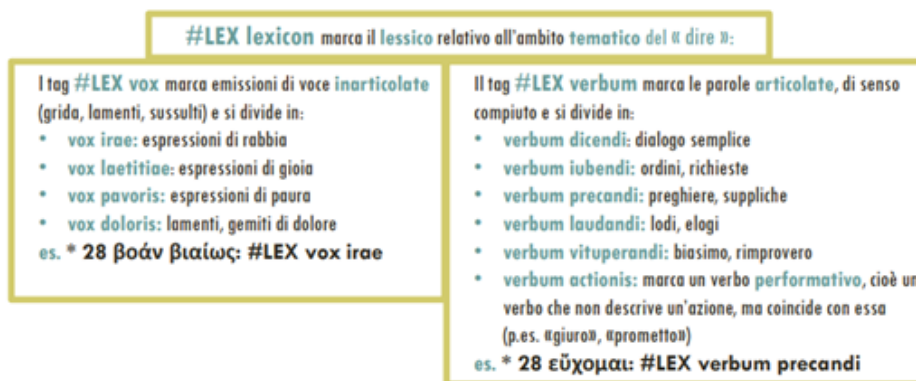 #LEX lexicon marca il lessico relativo all'ambito tematico del « dire »:
I tag #LEX vox marca emissioni di voce inarticolate
(grida, lamenti, sussulti) e si divide in:
• vox irae: espressioni di rabbia
• vox laetitiae: espressioni di gioia
• vox pavoris: espressioni di paura
• vox doloris: lamenti, gemiti di dolore
es. * 28 βοάν βιαίως: #LEX vox irae
Il tag #LEX verbum marca le parole articolate, di senso
compiuto e si divide in:
• verbum dicendi: dialogo semplice
• verbum iubendi: ordini, richieste
• verbum precandi: preghiere, suppliche
• verbum laudandi: lodi, elogi
• verbum vituperandi: biasimo, rimprovero
• verbum actionis: marca un verbo performativo, cioè un
verbo che non descrive un'azione, ma coincide con essa
(p.es. «giuro», «prometto»)
es. * 28 εὔχομαι: #LEX verbum precandi